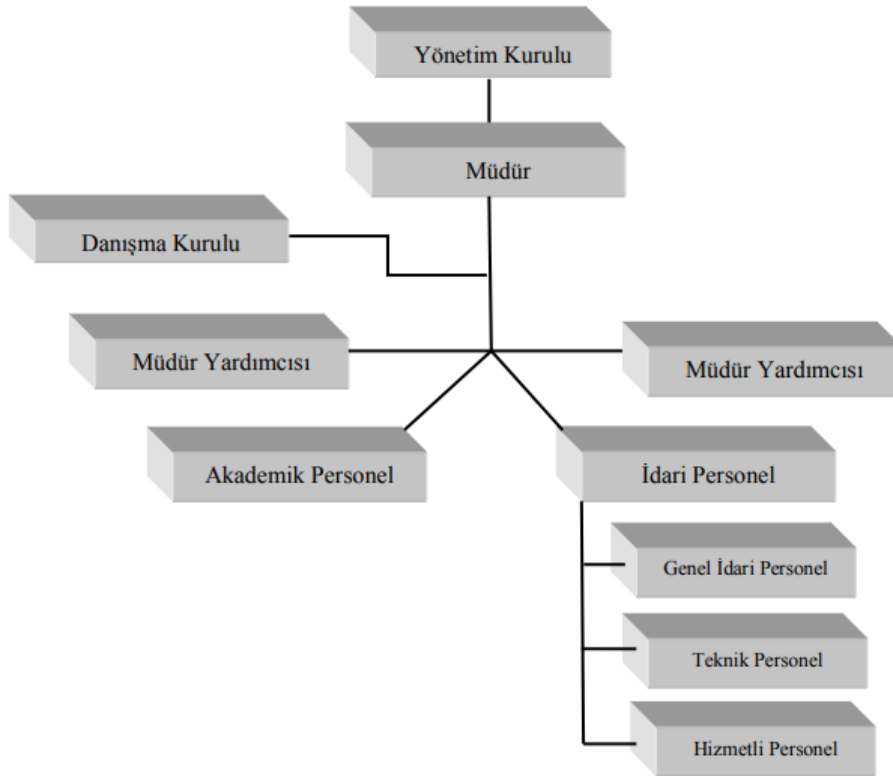 Yönetim Kurulu
Müdür
Danışma Kurulu
Müdür Yardımcısı
Müdür Yardımcısı
Akademik Personel
İdari Personel
Genel İdari Personel
Teknik Personel
Hizmetli Personel